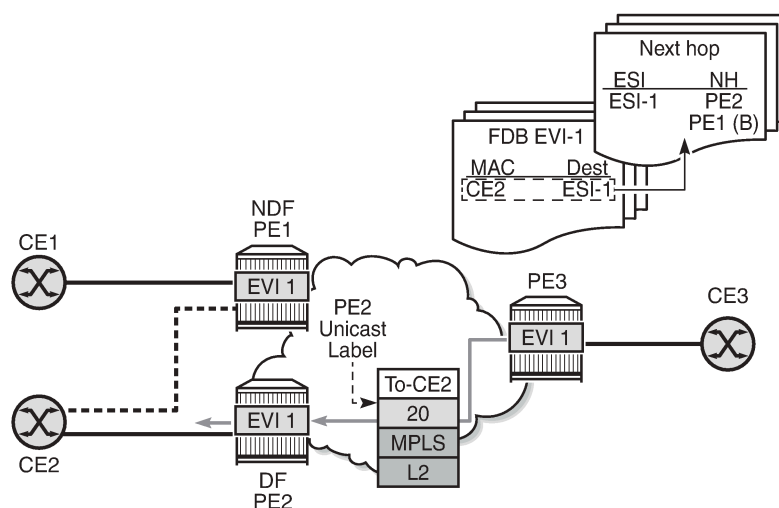 Next hop
ESI NH
ESI-1 PE2
PE1 (B)
FDB EVI-1
MAC Dest
CE2 ESI-1
NDF
PE1
CE1
EVI 1
PE3
CE3
EVI 1
PE2
Unicast
Label
To-CE2
20
MPLS
L2
EVI 1
CE2
DF
PE2